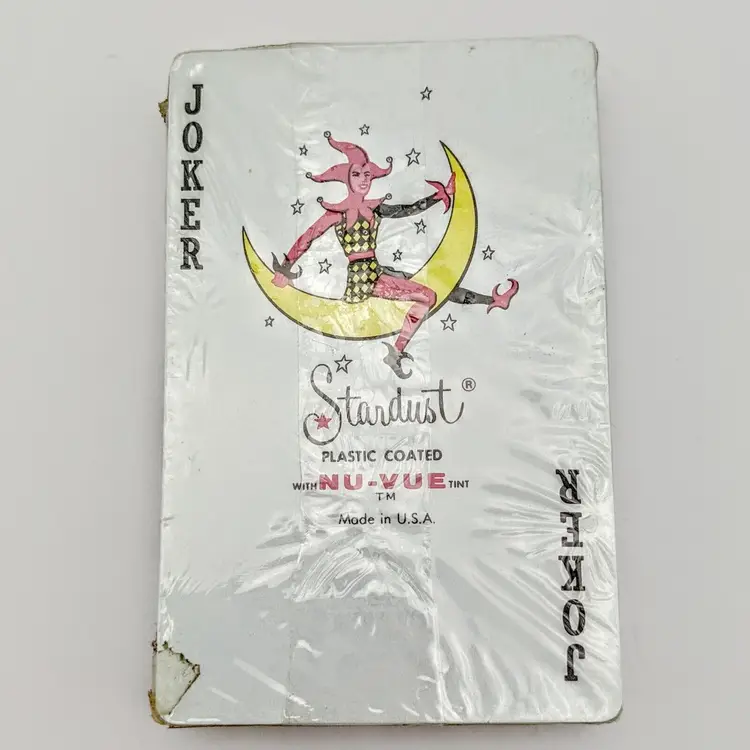 JOKER
Stardust®
PLASTIC COATED
WITH NU-VUE TINT
TM
Made in U.S.A.
JOKER